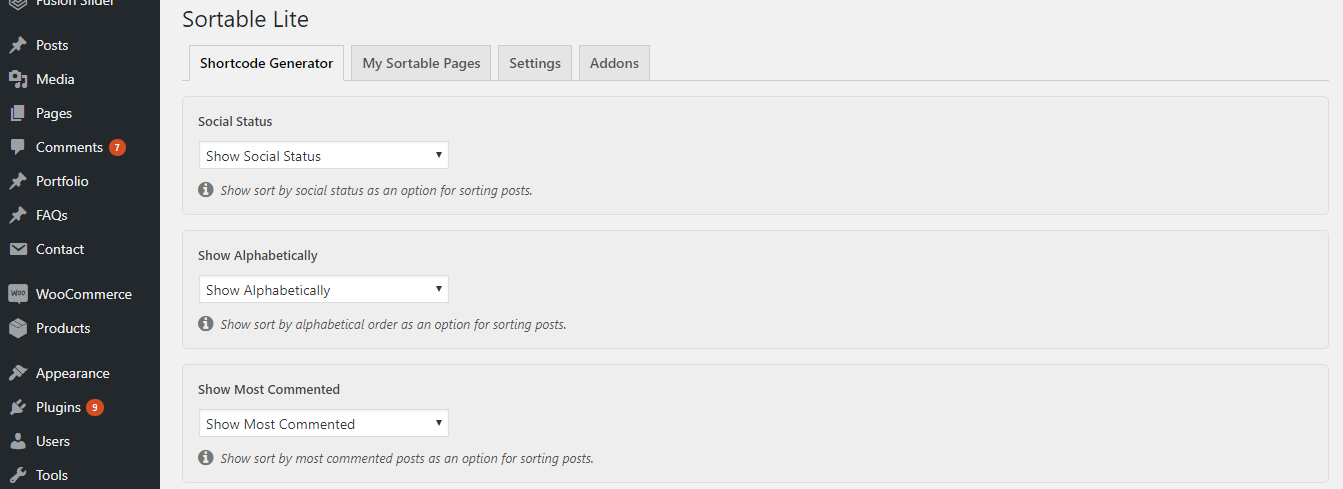 Fusion Slider
Posts
Media
Pages
Comments 7
Portfolio
FAQs
Contact
WOO WooCommerce
Products
Appearance
Plugins 9
Users
Tools
Sortable Lite
Shortcode Generator My Sortable Pages Settings Addons
Social Status
Show Social Status
Show sort by social status as an option for sorting posts.
Show Alphabetically
Show Alphabetically
Show sort by alphabetical order as an option for sorting posts.
Show Most Commented
Show Most Commented
Show sort by most commented posts as an option for sorting posts.